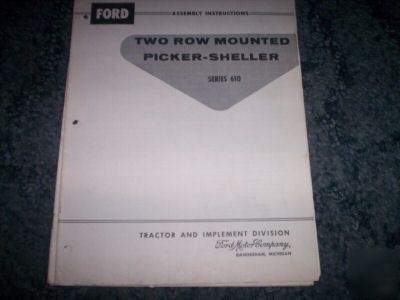 FORD
ASSEMBLY INSTRUCTIONS
TWO ROW MOUNTED
PICKER-SHELLER
SERIES 610
TRACTOR AND IMPLEMENT DIVISION
Ford Motor Company,
BIRMINGHAM, MICHIGAN